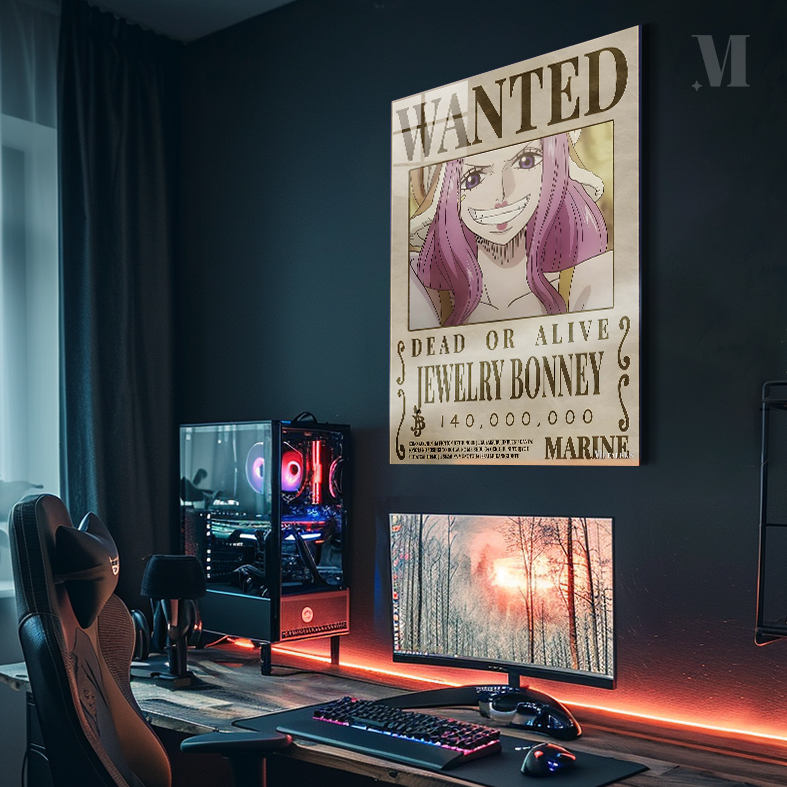 M
WANTED
DEAD OR ALIVE
JEWELRY BONNEY
฿ 140,000,000
MARINE